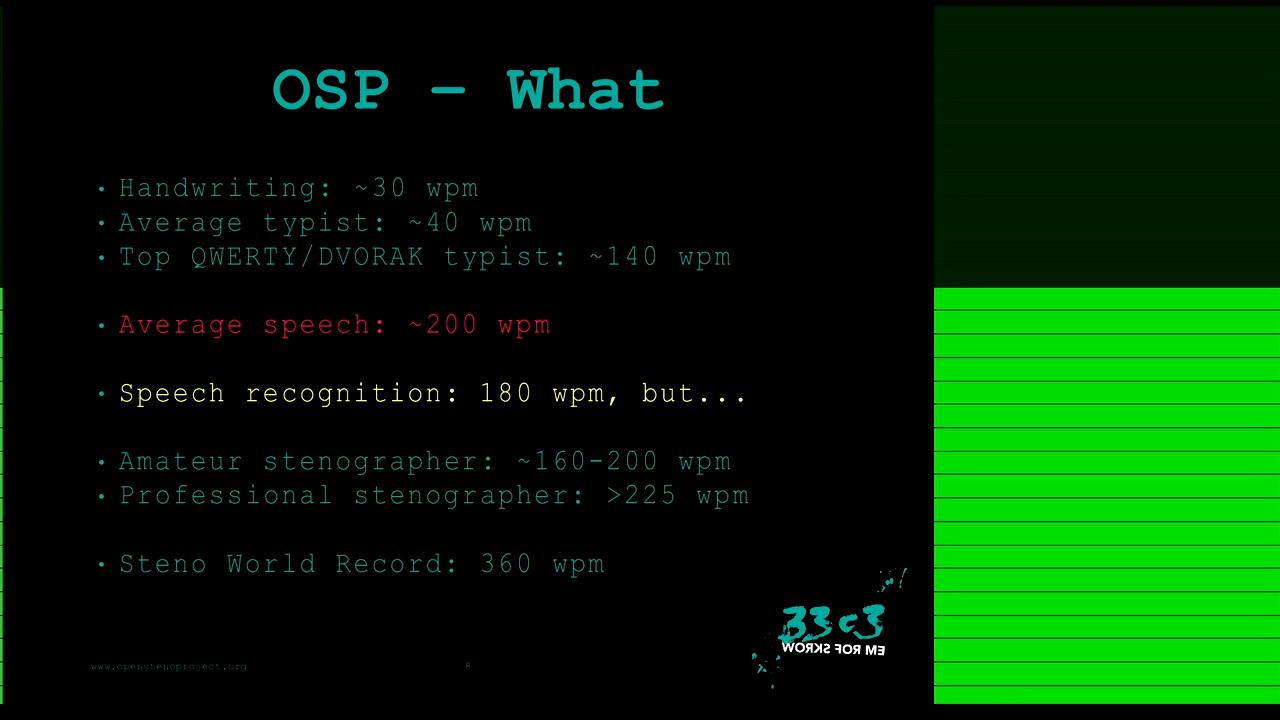 OSP – What
• Handwriting: ~30 wpm
• Average typist: ~40 wpm
• Top QWERTY/DVORAK typist: ~140 wpm
• Average speech: ~200 wpm
• Speech recognition: 180 wpm, but...
• Amateur stenographer: ~160-200 wpm
• Professional stenographer: >225 wpm
• Steno World Record: 360 wpm
33c3
WORKS FOR ME
www.openstenoproject.org
8